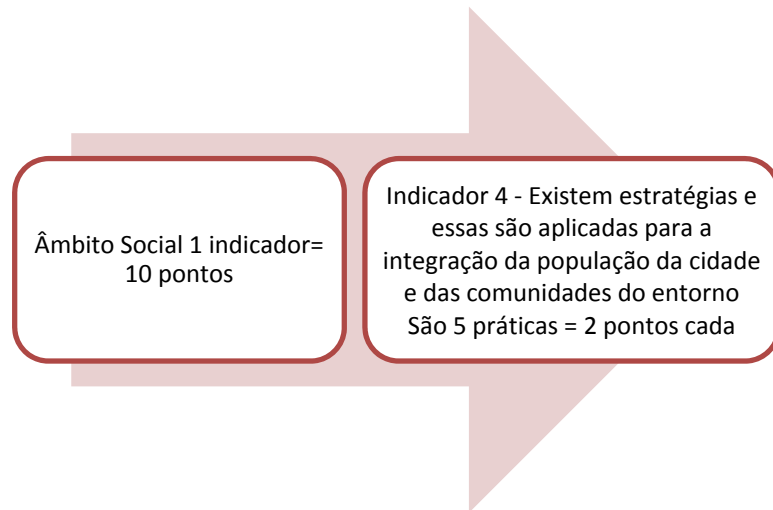 Âmbito Social 1 indicador=
10 pontos
Indicador 4 - Existem estratégias e
essas são aplicadas para a
integração da população da cidade
e das comunidades do entorno
São 5 práticas = 2 pontos cada